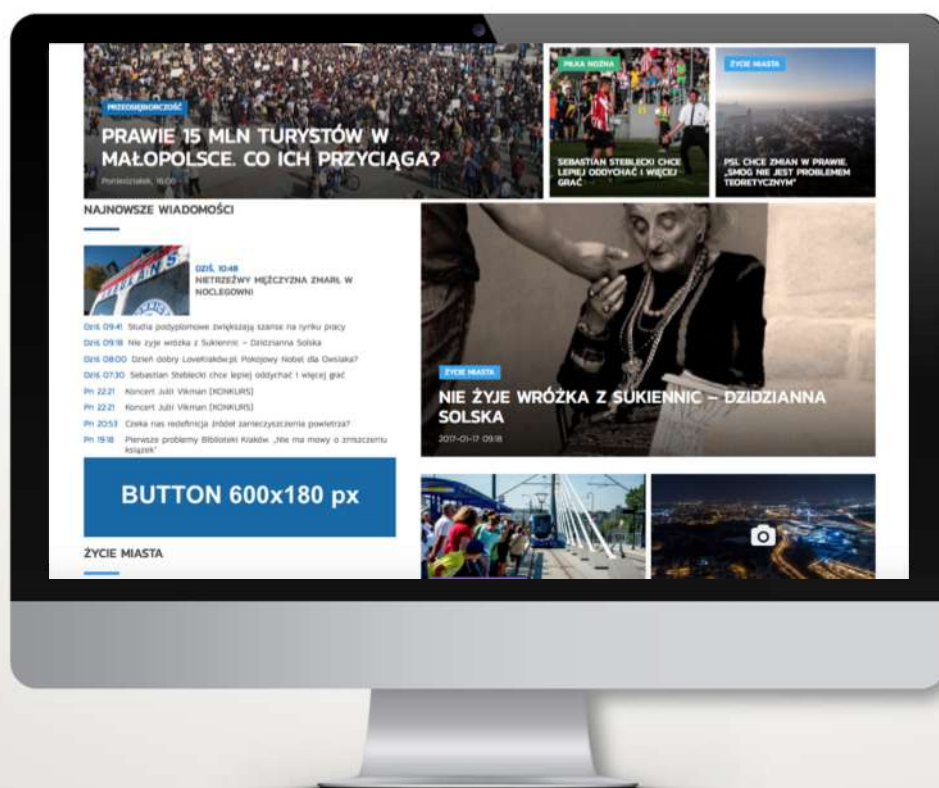 PRZEDSIĘBIORCZOŚĆ
PRAWIE 15 MLN TURYSTÓW W
MAŁOPOLSCE. CO ICH PRZYCIĄGA?
Poniedziałek, 16:00
PIŁKA NOŻNA
SEBASTIAN STEBLECKI CHCE
LEPIEJ ODDYCHAĆ I WIĘCEJ
GRAĆ
ŻYCIE MIASTA
PSL CHCE ZMIAN W PRAWIE.
„SMOG NIE JEST PROBLEMEM
TEORETYCZNYM”
NAJNOWSZE WIADOMOŚCI
DZIŚ, 10:48
NIETRZEŹWY MĘŻCZYZNA ZMARŁ W
NOCLEGOWNI
Dziś 09:41 Studia podyplomowe zwiększają szanse na rynku pracy
Dziś 09:18 Nie żyje wróżka z Sukiennic – Dzidzianna Solska
Dziś 08:00 Dzień dobry LoveKraków.pl. Pokojowy Nobel dla Owsiaka?
Dziś 07:30 Sebastian Steblecki chce lepiej oddychać i więcej grać
Pn 22:21 Koncert Julii Vikman [KONKURS]
Pn 22:21 Koncert Julii Vikman [KONKURS]
Pn 20:53 Czeka nas redefinicja źródeł zanieczyszczenia powietrza?
Pn 19:18 Pierwsze problemy Biblioteki Kraków. „Nie ma mowy o zniszczeniu
książek”
BUTTON 600x180 px
ŻYCIE MIASTA
ŻYCIE MIASTA
NIE ŻYJE WRÓŻKA Z SUKIENNIC – DZIDZIANNA
SOLSKA
2017-01-17 09:18